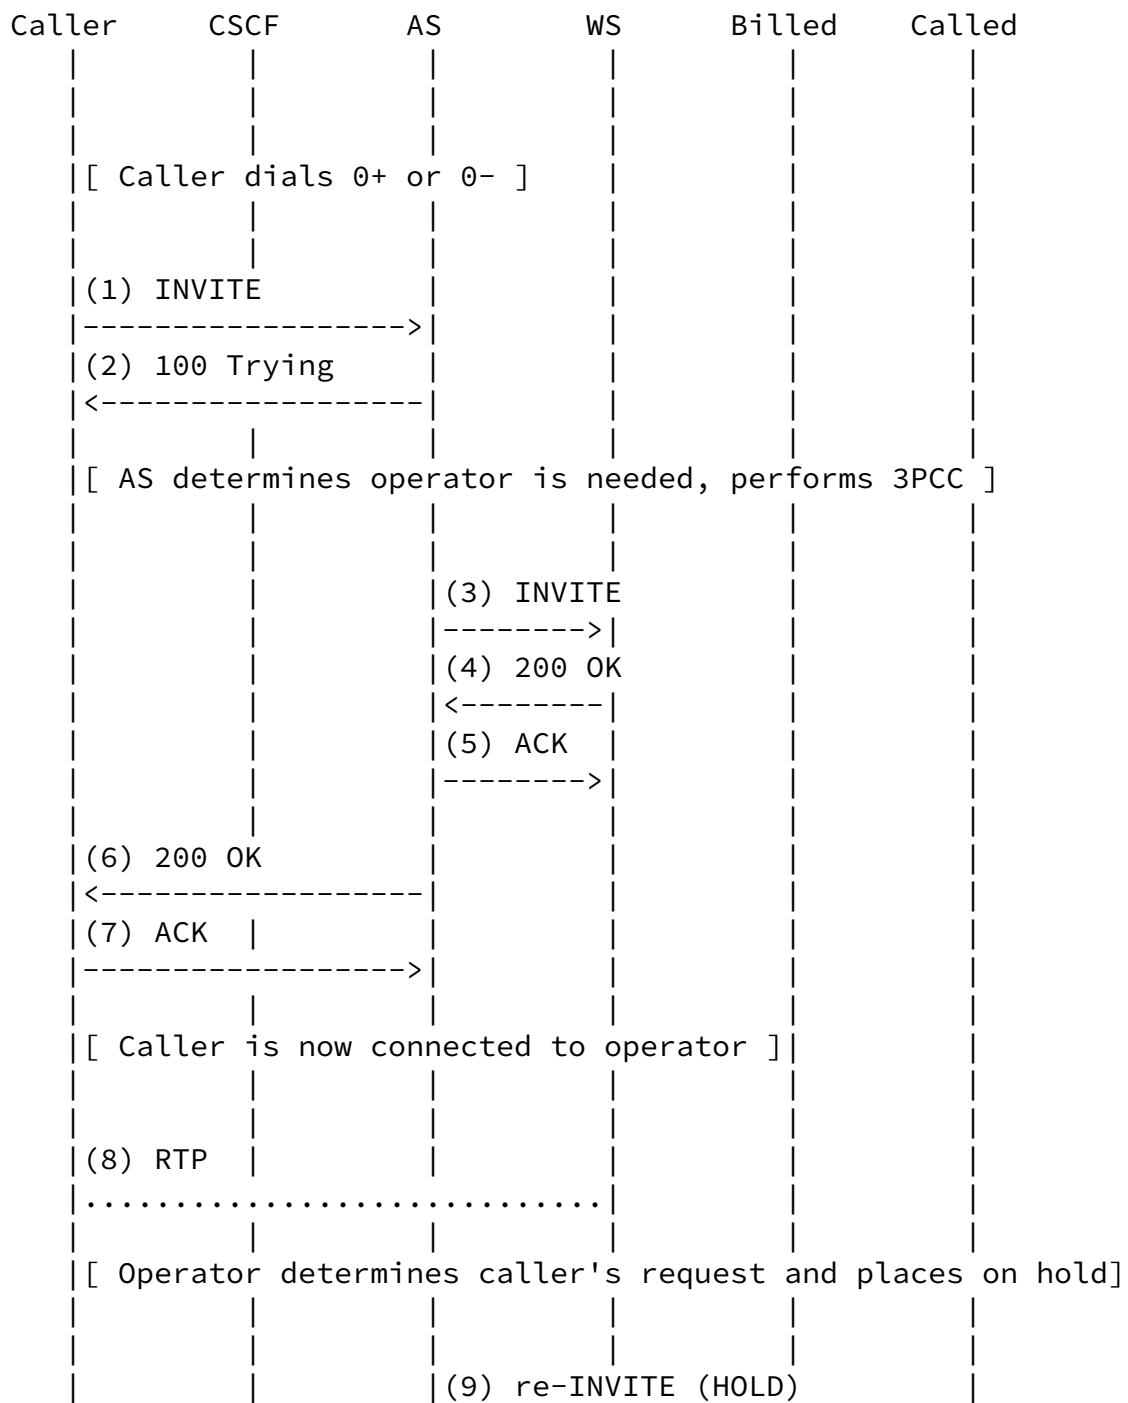 Caller CSCF AS WS Billed Called
[ Caller dials 0+ or 0- ]
(1) INVITE
------------------>
(2) 100 Trying
<------------------
[ AS determines operator is needed, performs 3PCC ]
(3) INVITE
-------->
(4) 200 OK
<--------
(5) ACK
-------->
(6) 200 OK
<------------------
(7) ACK
------------------>
[ Caller is now connected to operator ]
(8) RTP
.............................
[ Operator determines caller's request and places on hold]
(9) re-INVITE (HOLD)